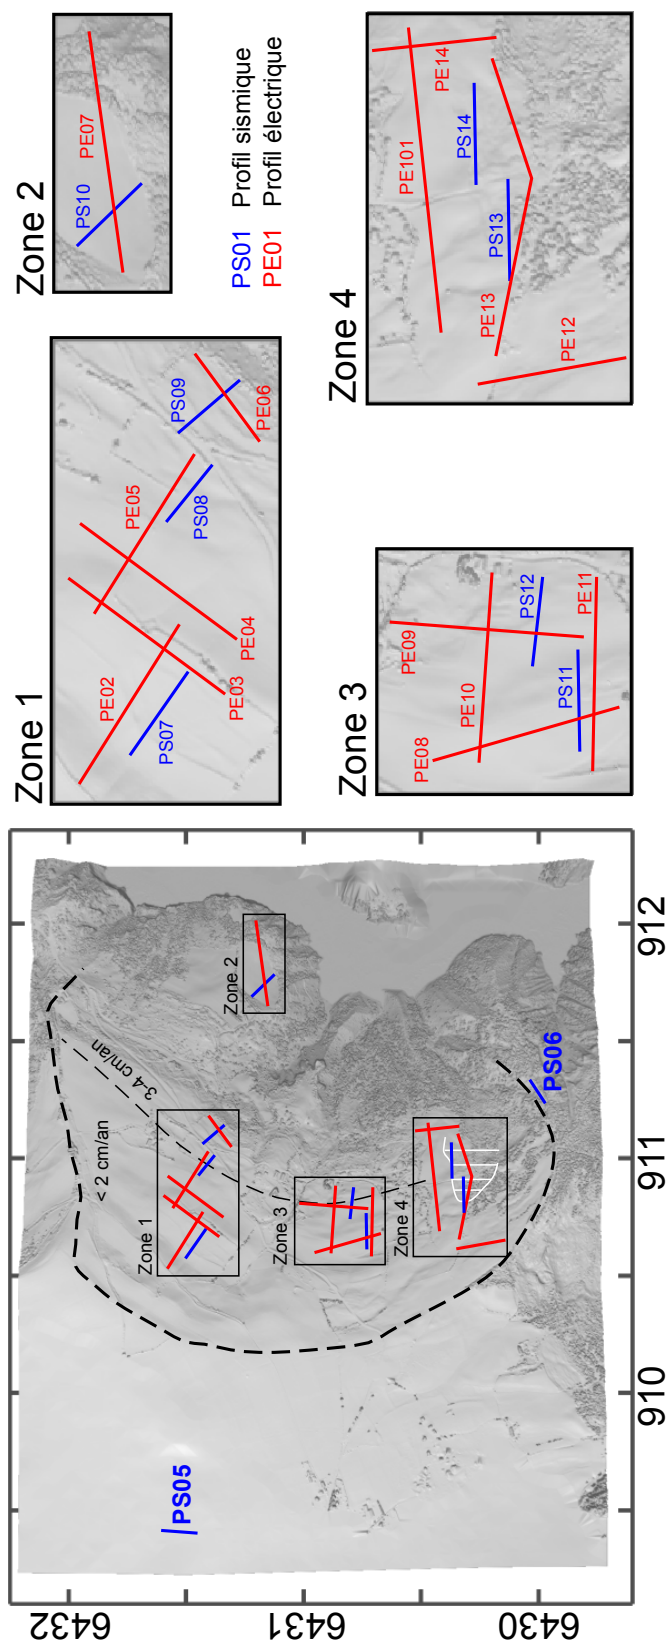 6432
6431
6430
910
911
912
PS05
PS06
< 2 cm/an
3-4 cm/an
Zone 1
Zone 2
Zone 3
Zone 4
Zone 1
PE02
PS07
PE03
PE04
PE05
PS08
PS09
PE06
Zone 2
PS10
PE07
PS01 Profil sismique
PE01 Profil électrique
Zone 3
PE08
PE09
PE10
PS11
PS12
PE11
Zone 4
PE101
PE14
PS14
PS13
PE13
PE12